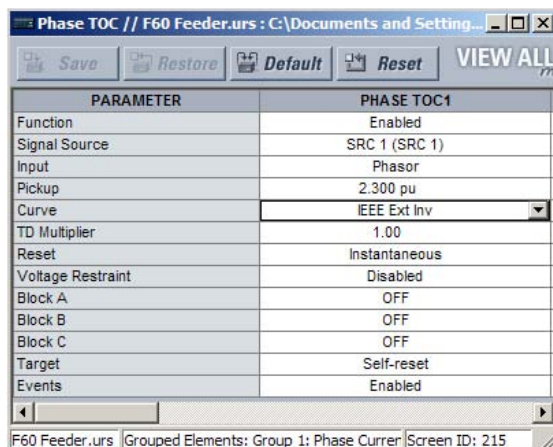 Phase TOC // F60 Feeder.urs : C:\Documents and Setting...
Save Restore Default Reset VIEW ALL
PARAMETER PHASE TOC1
Function Enabled
Signal Source SRC 1 (SRC 1)
Input Phasor
Pickup 2.300 pu
Curve IEEE Ext Inv
TD Multiplier 1.00
Reset Instantaneous
Voltage Restraint Disabled
Block A OFF
Block B OFF
Block C OFF
Target Self-reset
Events Enabled
F60 Feeder.urs Grouped Elements: Group 1: Phase Curren Screen ID: 215